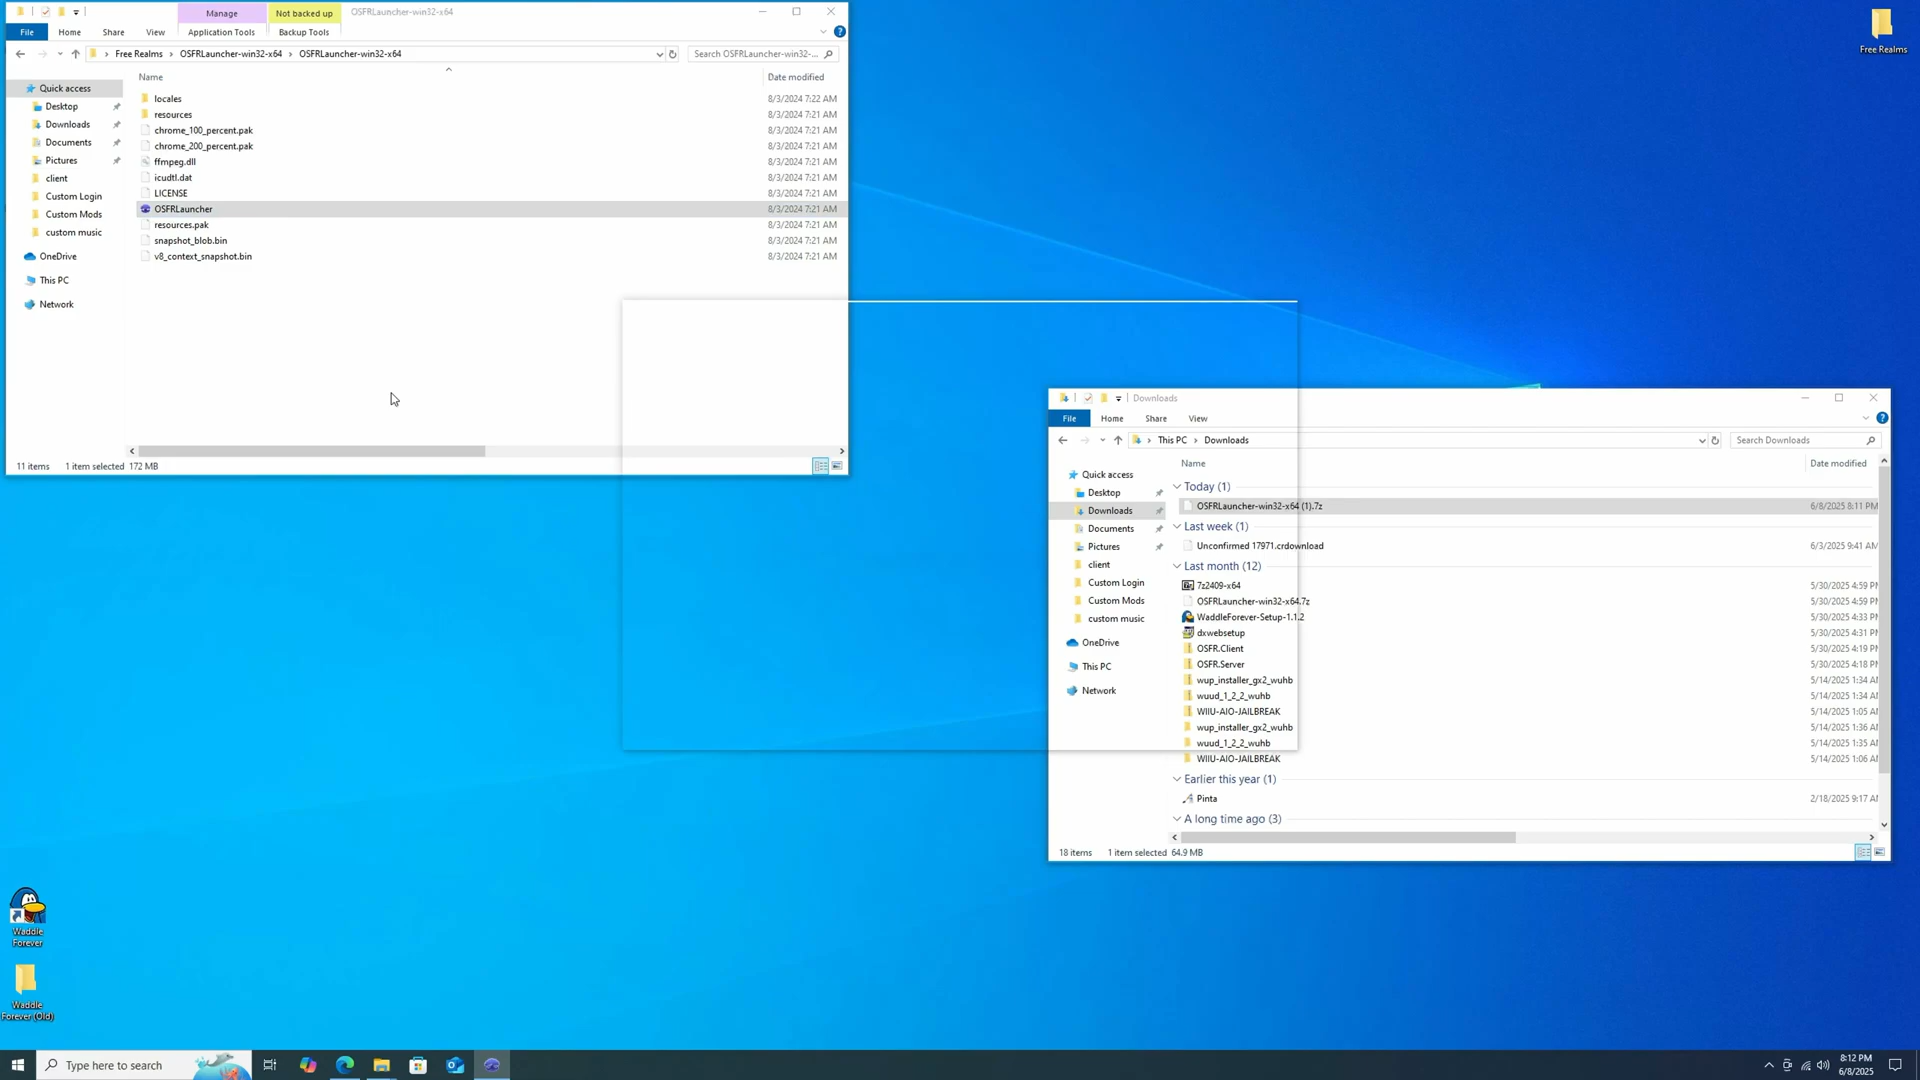 Manage
Not backed up
OSFRLauncher-win32-x64
File
Home
Share
View
Application Tools
Backup Tools
Free Realms
OSFRLauncher-win32-x64
OSFRLauncher-win32-x64
Search OSFRLauncher-win32-...
Name
Date modified
Quick access
Desktop
Downloads
Documents
Pictures
client
Custom Login
Custom Mods
custom music
OneDrive
This PC
Network
locales 8/3/2024 7:22 AM
resources 8/3/2024 7:21 AM
chrome_100_percent.pak 8/3/2024 7:21 AM
chrome_200_percent.pak 8/3/2024 7:21 AM
ffmpeg.dll 8/3/2024 7:21 AM
icudtl.dat 8/3/2024 7:21 AM
LICENSE 8/3/2024 7:21 AM
OSFRLauncher 8/3/2024 7:21 AM
resources.pak 8/3/2024 7:21 AM
snapshot_blob.bin 8/3/2024 7:21 AM
v8_context_snapshot.bin 8/3/2024 7:21 AM
11 items 1 item selected 172 MB
Free Realms
Downloads
File
Home
Share
View
This PC
Downloads
Search Downloads
Name
Date modified
Quick access
Desktop
Downloads
Documents
Pictures
client
Custom Login
Custom Mods
custom music
OneDrive
This PC
Network
Today (1)
OSFRLauncher-win32-x64 (1).7z 6/8/2025 8:11 PM
Last week (1)
Unconfirmed 17971.crdownload 6/3/2025 9:41 AM
Last month (12)
7z2409-x64 5/30/2025 4:59 PM
OSFRLauncher-win32-x64.7z 5/30/2025 4:59 PM
WaddleForever-Setup-1.1.2 5/30/2025 4:33 PM
dxwebsetup 5/30/2025 4:31 PM
OSFR.Client 5/30/2025 4:19 PM
OSFR.Server 5/30/2025 4:18 PM
wup_installer_gx2_wuhb 5/14/2025 1:34 AM
wuud_1_2_2_wuhb 5/14/2025 1:34 AM
WIIU-AIO-JAILBREAK 5/14/2025 1:05 AM
wup_installer_gx2_wuhb 5/14/2025 1:36 AM
wuud_1_2_2_wuhb 5/14/2025 1:35 AM
WIIU-AIO-JAILBREAK 5/14/2025 1:06 AM
Earlier this year (1)
Pinta 2/18/2025 9:17 AM
A long time ago (3)
18 items 1 item selected 64.9 MB
Waddle
Forever
Waddle
Forever (Old)
Type here to search
8:12 PM
6/8/2025